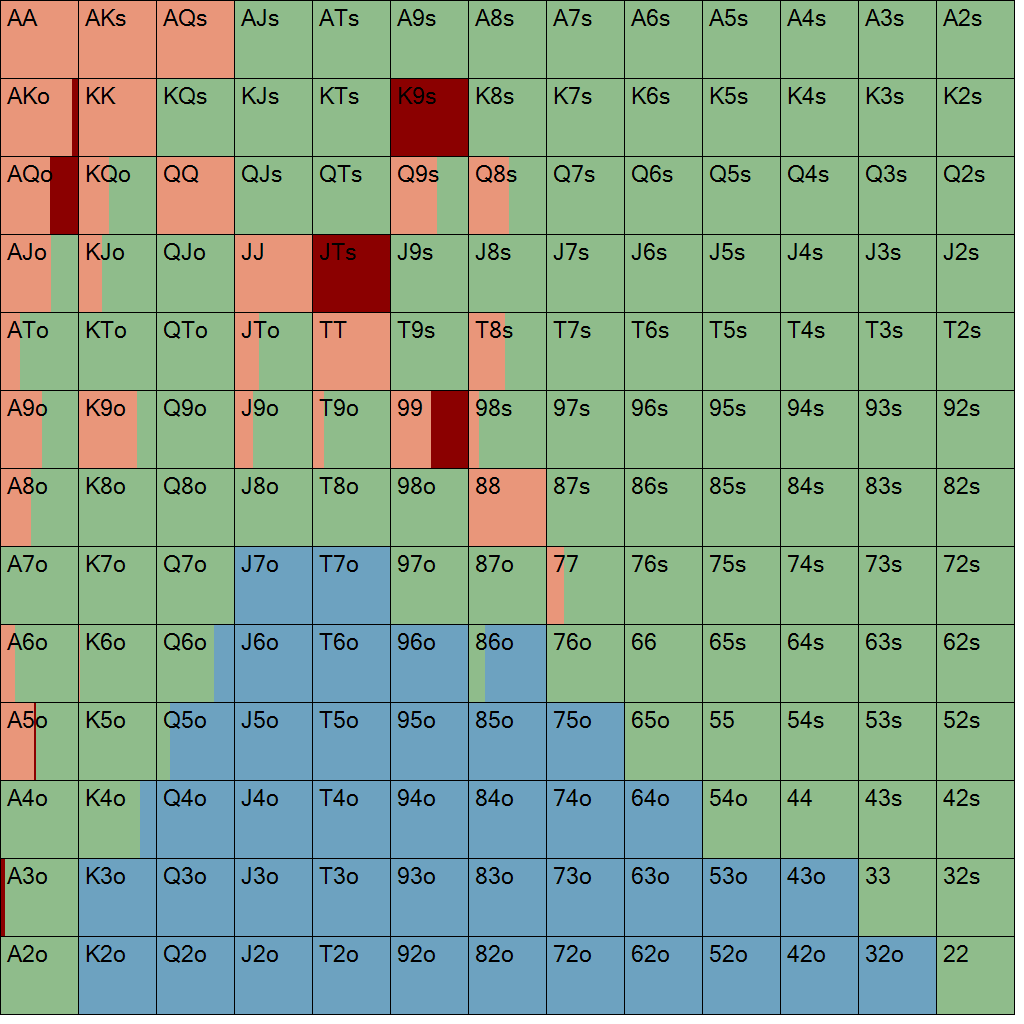 AA AKs AQs AJs ATs A9s A8s A7s A6s A5s A4s A3s A2s
AKo KK KQs KJs KTs K9s K8s K7s K6s K5s K4s K3s K2s
AQo KQo QQ QJs QTs Q9s Q8s Q7s Q6s Q5s Q4s Q3s Q2s
AJo KJo QJo JJ JTs J9s J8s J7s J6s J5s J4s J3s J2s
ATo KTo QTo JTo TT T9s T8s T7s T6s T5s T4s T3s T2s
A9o K9o Q9o J9o T9o 99 98s 97s 96s 95s 94s 93s 92s
A8o K8o Q8o J8o T8o 98o 88 87s 86s 85s 84s 83s 82s
A7o K7o Q7o J7o T7o 97o 87o 77 76s 75s 74s 73s 72s
A6o K6o Q6o J6o T6o 96o 86o 76o 66 65s 64s 63s 62s
A5o K5o Q5o J5o T5o 95o 85o 75o 65o 55 54s 53s 52s
A4o K4o Q4o J4o T4o 94o 84o 74o 64o 54o 44 43s 42s
A3o K3o Q3o J3o T3o 93o 83o 73o 63o 53o 43o 33 32s
A2o K2o Q2o J2o T2o 92o 82o 72o 62o 52o 42o 32o 22